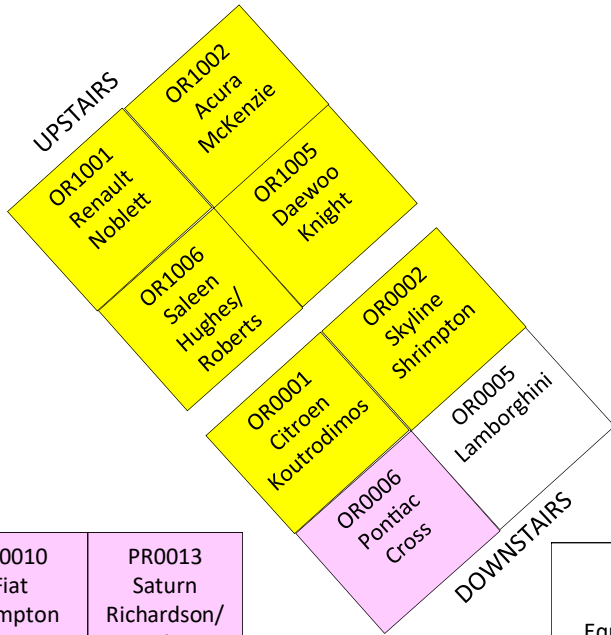 UPSTAIRS
OR1002
Acura
McKenzie
OR1001
Renault
Noblett
OR1005
Daewoo
Knight
OR1006
Saleen
Hughes/
Roberts
OR0002
Skyline
Shrimpton
OR0001
Citroen
Koutrodimos
OR0005
Lamborghini
OR0006
Pontiac
Cross
DOWNSTAIRS
0010
PR0013
Saturn
Richardson/